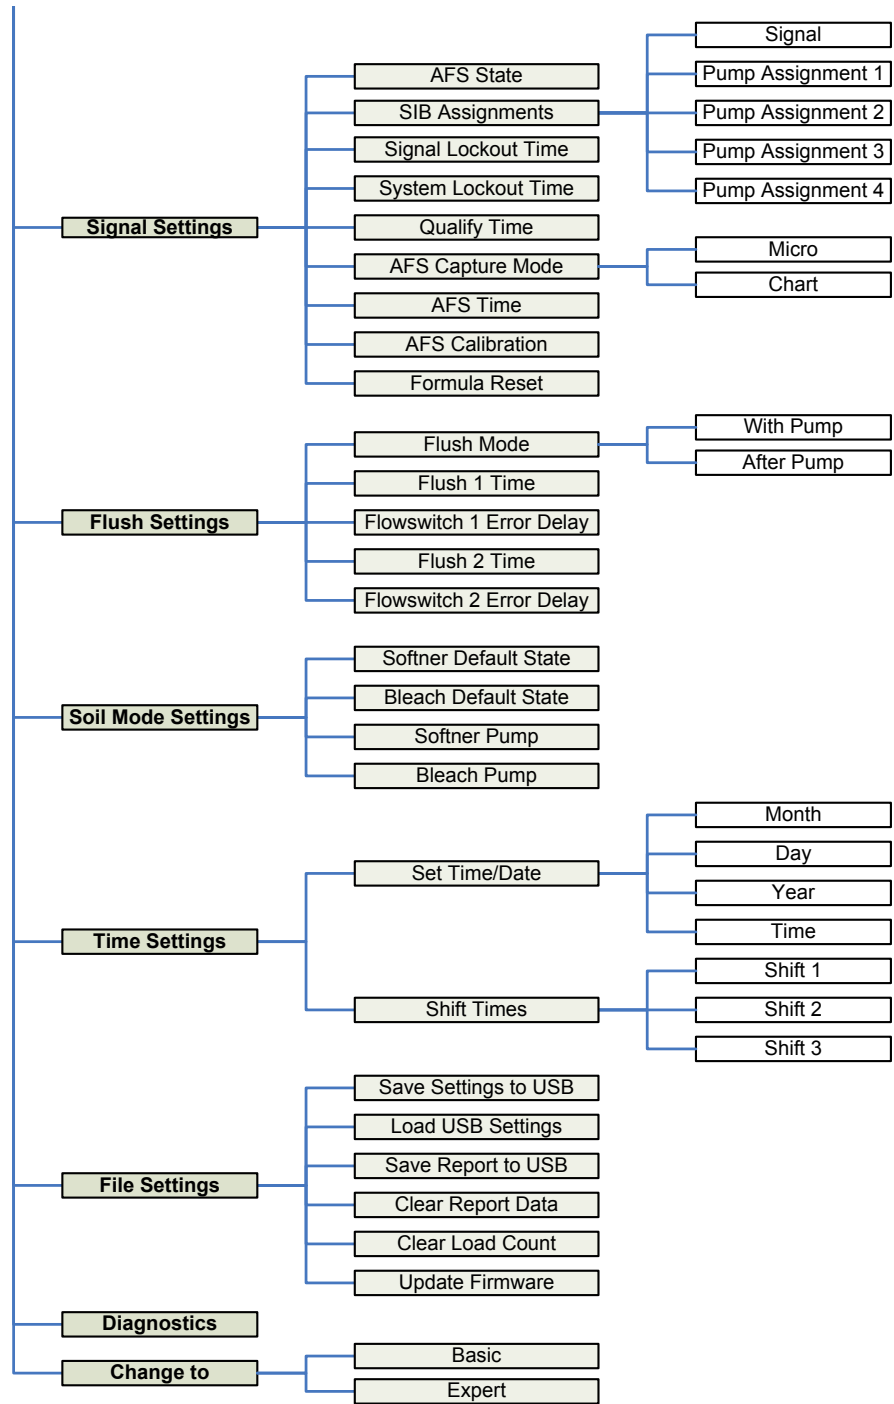 Signal Settings
AFS State
SIB Assignments
Signal
Pump Assignment 1
Pump Assignment 2
Pump Assignment 3
Pump Assignment 4
Signal Lockout Time
System Lockout Time
Qualify Time
AFS Capture Mode
Micro
Chart
AFS Time
AFS Calibration
Formula Reset
Flush Settings
Flush Mode
With Pump
After Pump
Flush 1 Time
Flowswitch 1 Error Delay
Flush 2 Time
Flowswitch 2 Error Delay
Soil Mode Settings
Softner Default State
Bleach Default State
Softner Pump
Bleach Pump
Time Settings
Set Time/Date
Month
Day
Year
Time
Shift Times
Shift 1
Shift 2
Shift 3
File Settings
Save Settings to USB
Load USB Settings
Save Report to USB
Clear Report Data
Clear Load Count
Update Firmware
Diagnostics
Change to
Basic
Expert